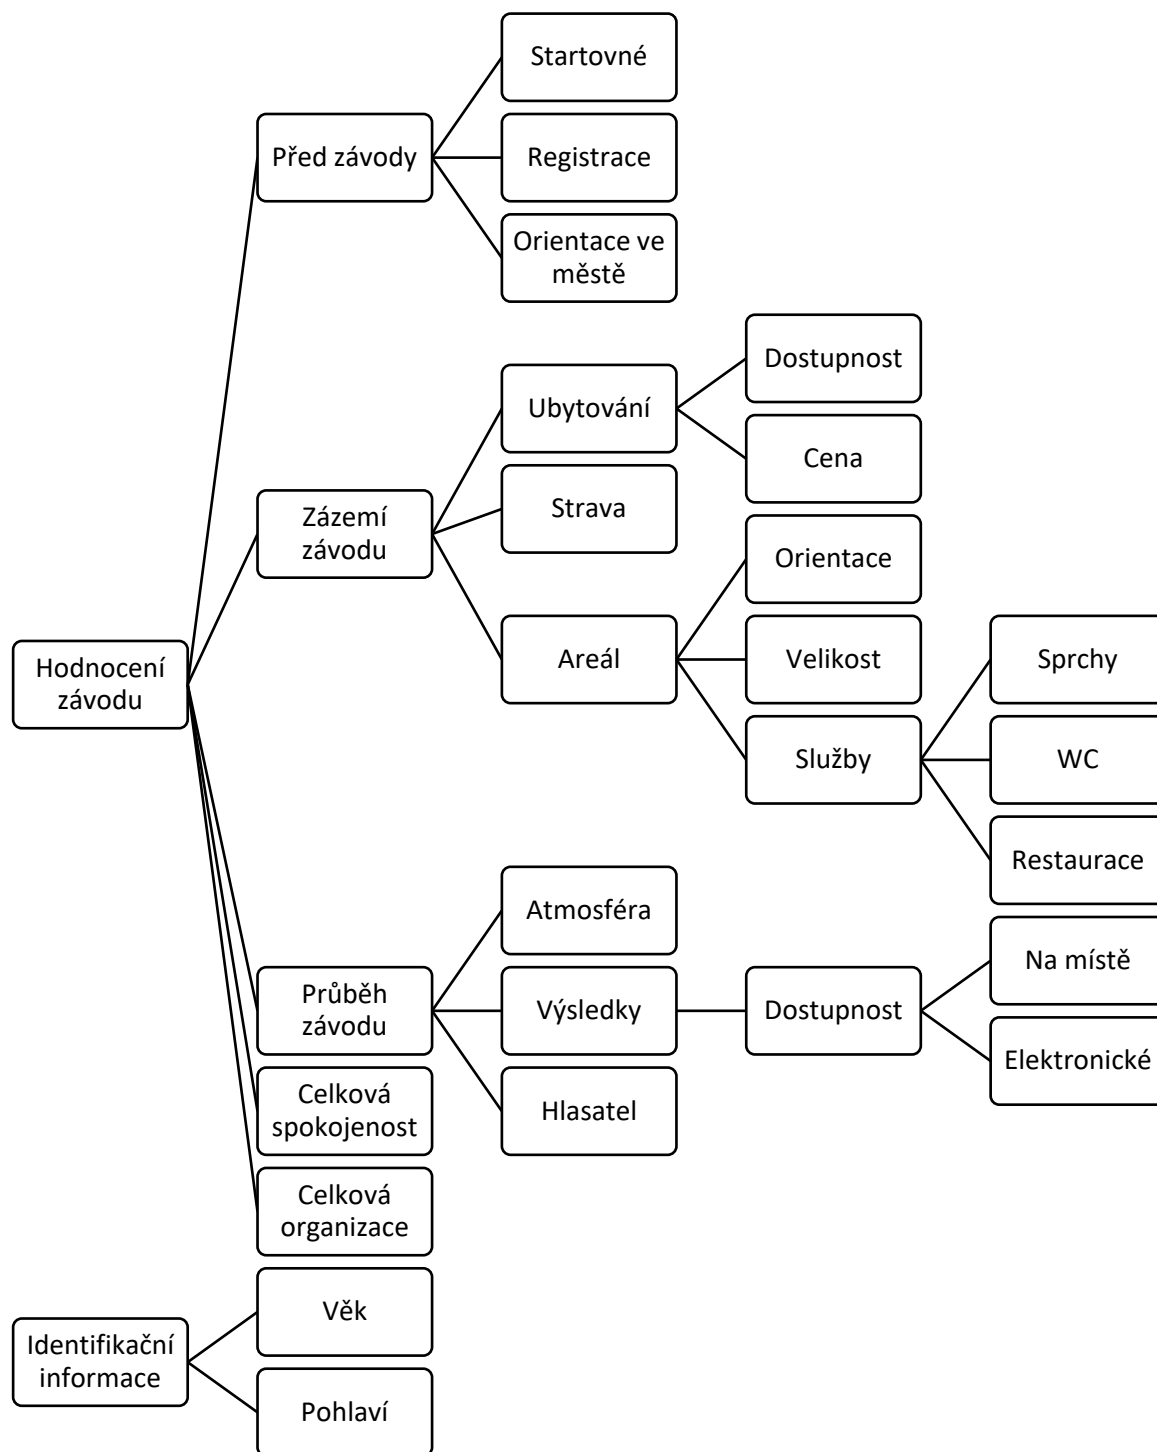 Startovné
Před závody
Registrace
Orientace ve
městě
Dostupnost
Ubytování
Cena
Zázemí
závodu
Strava
Orientace
Hodnocení
závodu
Areál
Velikost
Sprchy
Služby
WC
Restaurace
Atmosféra
Na místě
Průběh
závodu
Výsledky
Dostupnost
Elektronické
Celková
spokojenost
Hlasatel
Celková
organizace
Věk
Identifikační
informace
Pohlaví